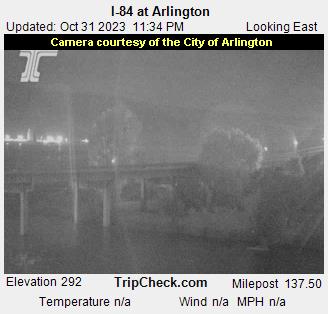 I-84 at Arlington
Updated: Oct 31 2023 11:34 PM Looking East
Camera courtesy of the City of Arlington
Elevation 292 TripCheck.com Milepost 137.50
Temperature n/a Wind n/a MPH n/a